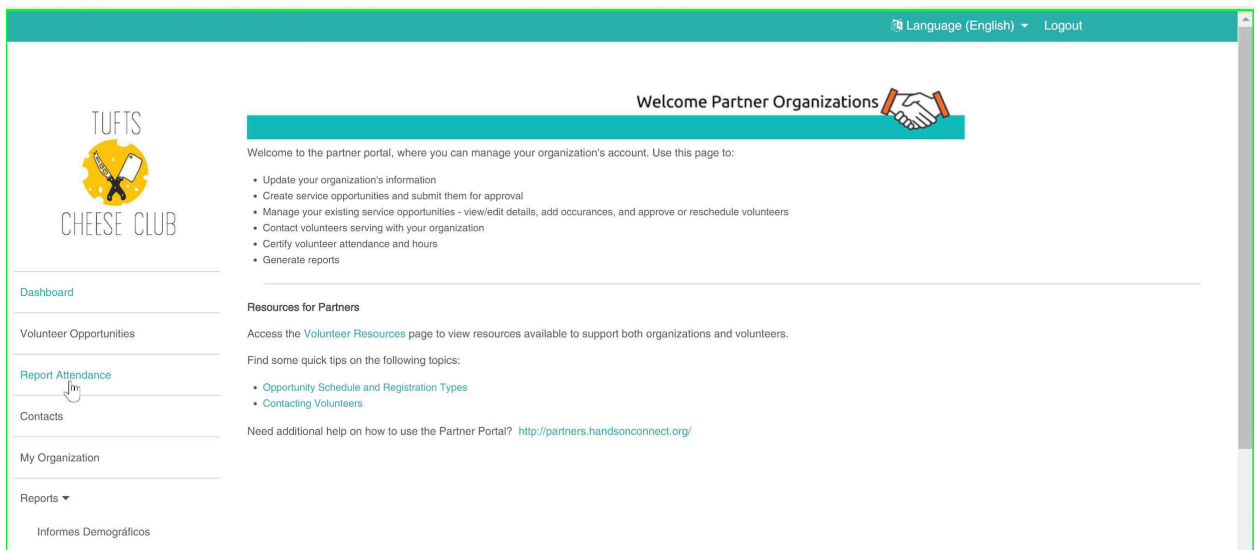 Language (English)
Logout
TUFTS
CHEESE CLUB
Dashboard
Volunteer Opportunities
Report Attendance
Contacts
My Organization
Reports
Informes Demográficos
Welcome Partner Organizations
Welcome to the partner portal, where you can manage your organization's account. Use this page to:
• Update your organization's information
• Create service opportunities and submit them for approval
• Manage your existing service opportunities - view/edit details, add occurances, and approve or reschedule volunteers
• Contact volunteers serving with your organization
• Certify volunteer attendance and hours
• Generate reports
Resources for Partners
Access the Volunteer Resources page to view resources available to support both organizations and volunteers.
Find some quick tips on the following topics:
• Opportunity Schedule and Registration Types
• Contacting Volunteers
Need additional help on how to use the Partner Portal? http://partners.handsonconnect.org/